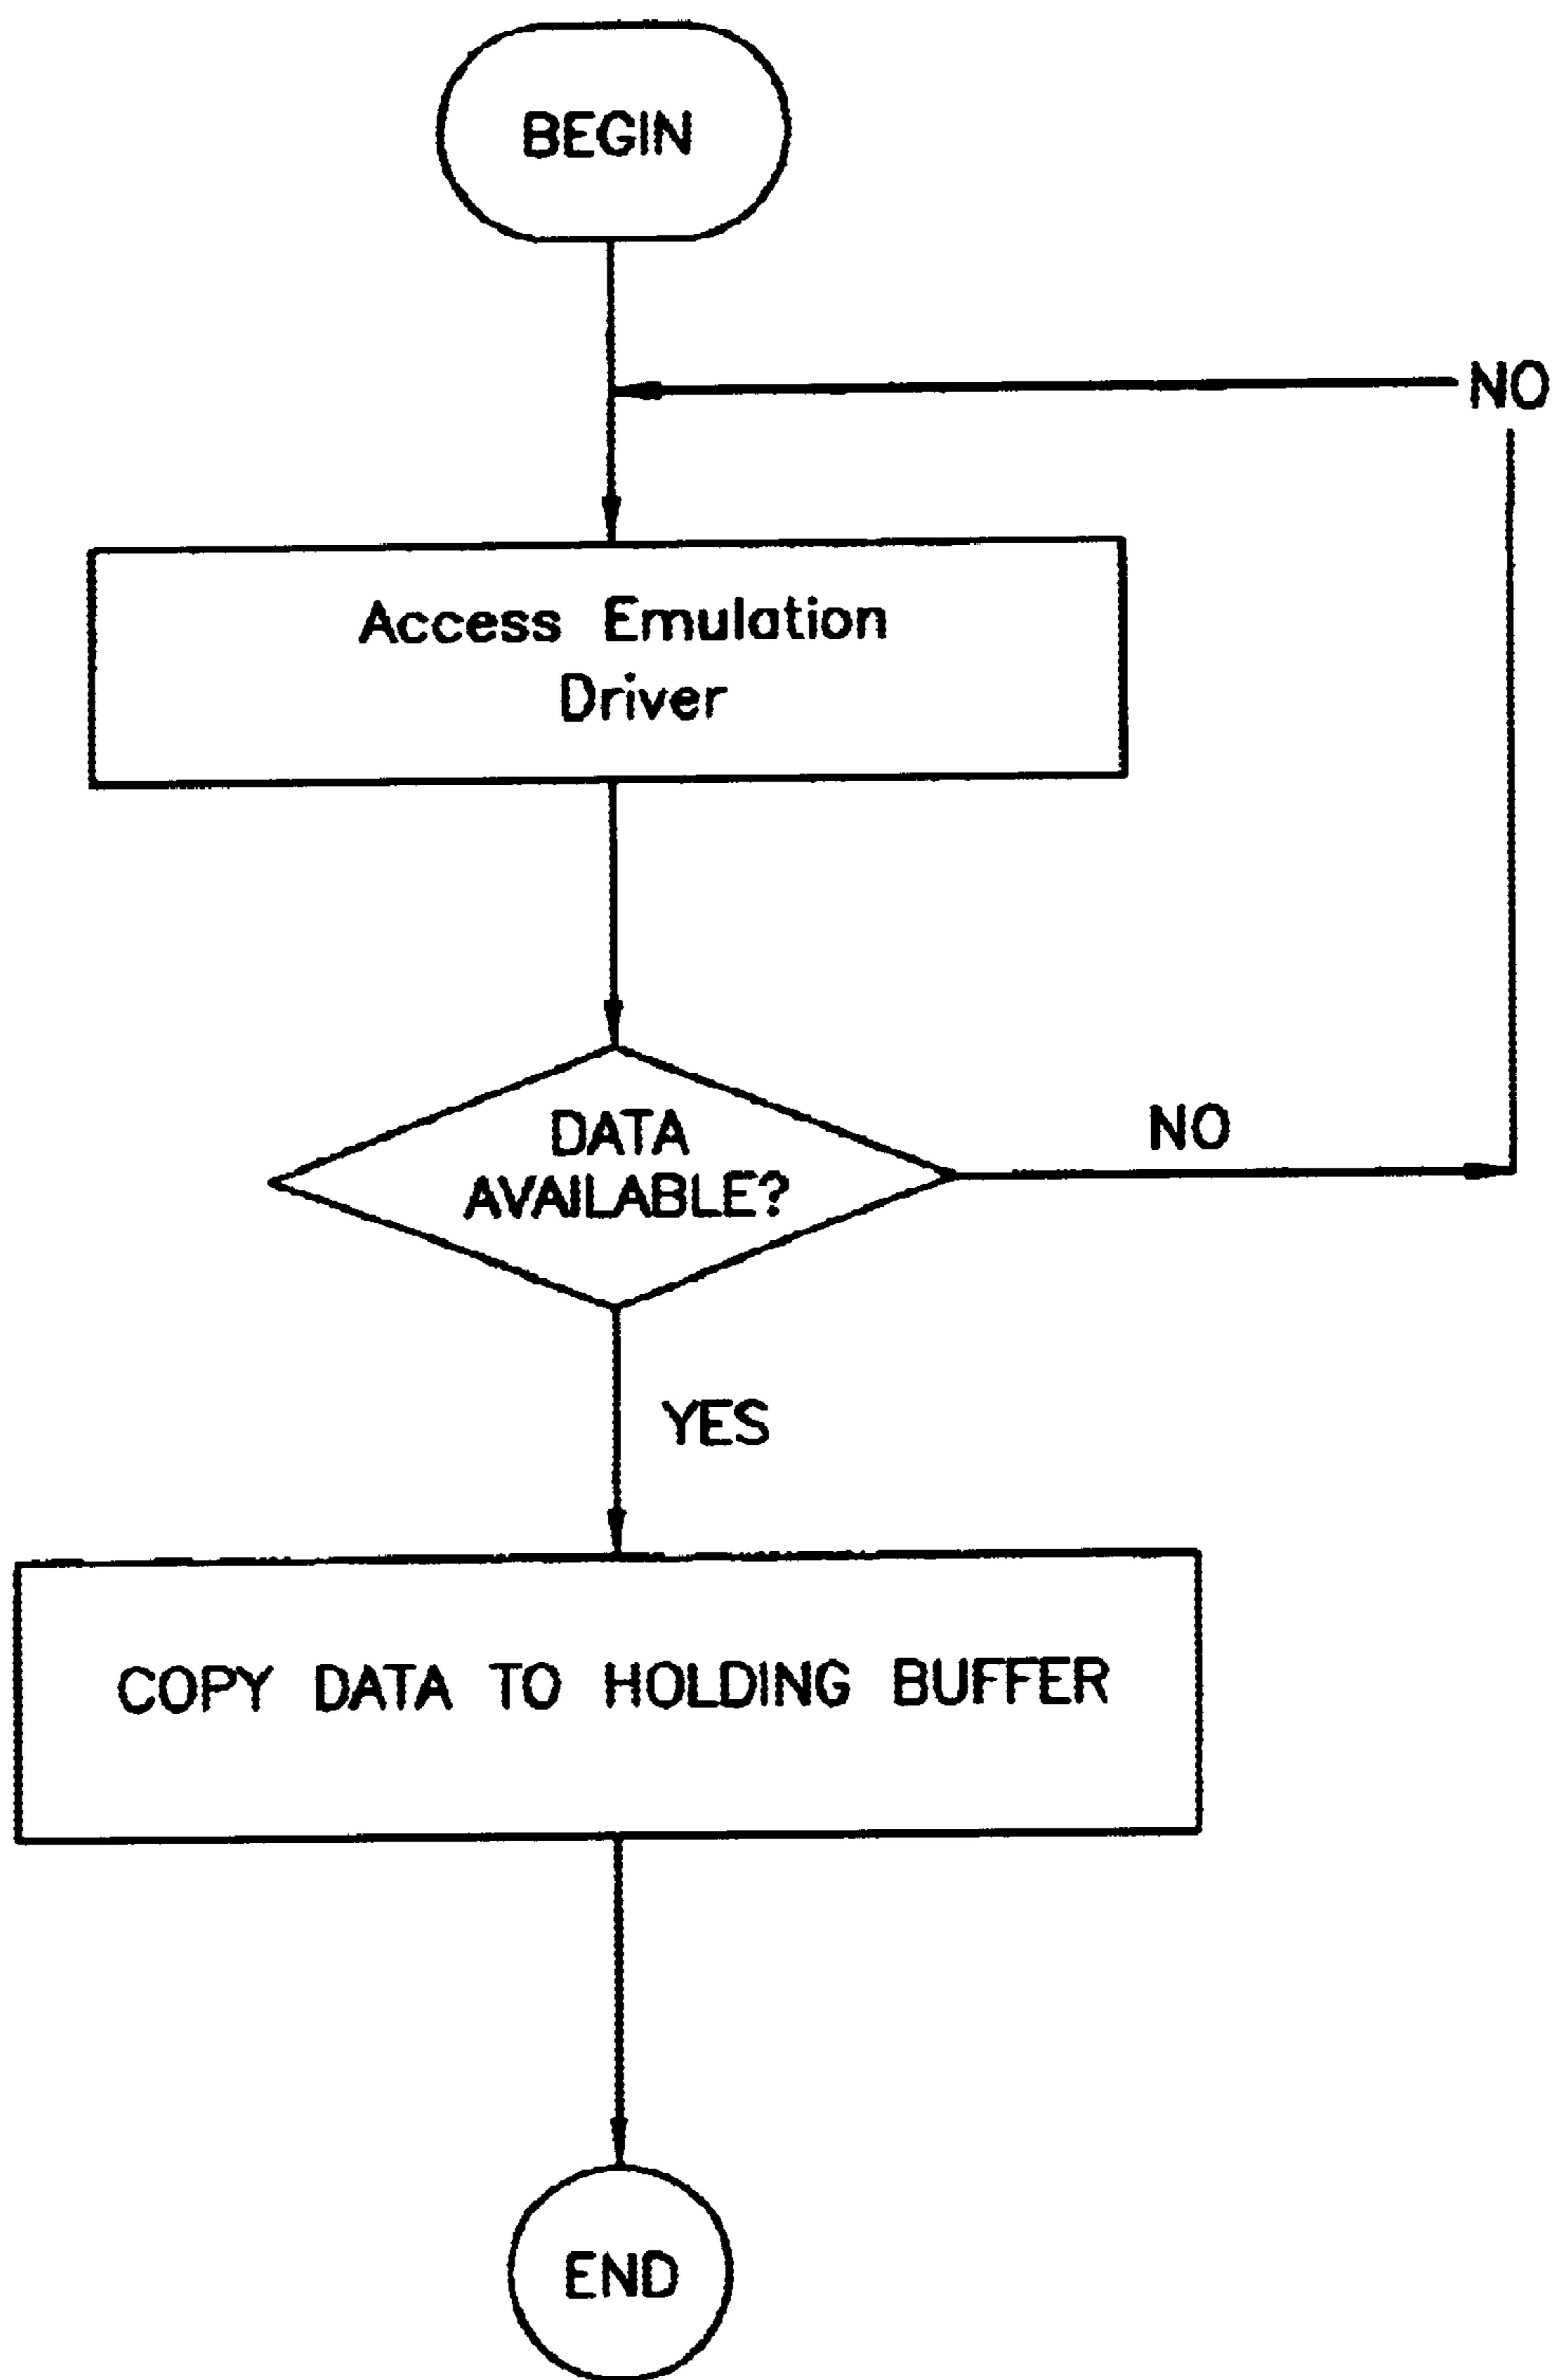 BEGIN
NO
Access Emulation
Driver
DATA
AVAILABLE?
NO
YES
COPY DATA TO HOLDING BUFFER
END